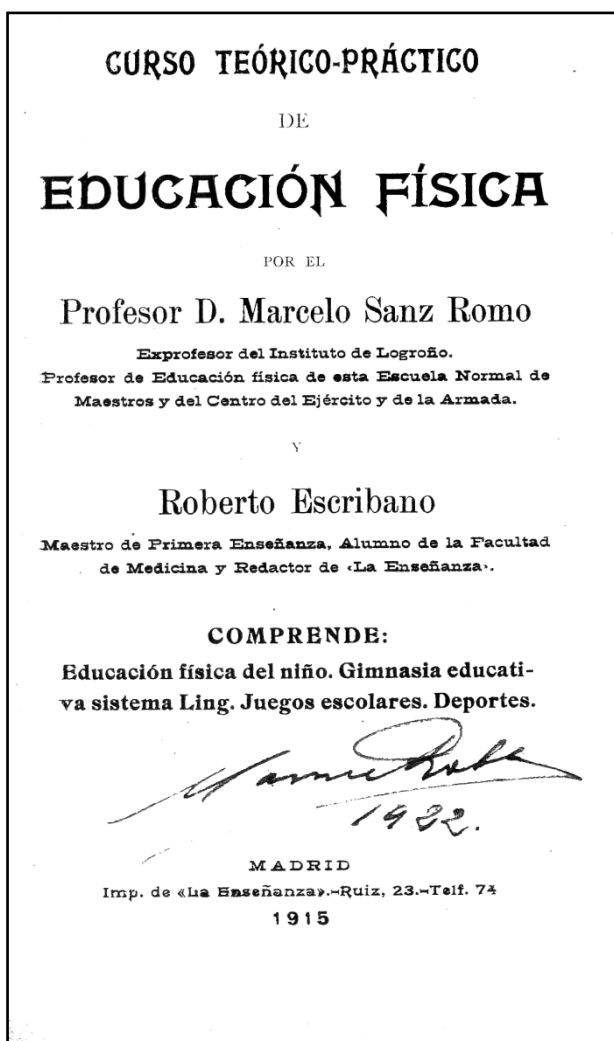 CURSO TEÓRICO-PRÁCTICO
DE
EDUCACIÓN FÍSICA
POR EL
Profesor D. Marcelo Sanz Romo
Exprofesor del Instituto de Logroño.
Profesor de Educación física de esta Escuela Normal de
Maestros y del Centro del Ejército y de la Armada.
Y
Roberto Escribano
Maestro de Primera Enseñanza, Alumno de la Facultad
de Medicina y Redactor de «La Enseñanza».
COMPRENDE:
Educación física del niño. Gimnasia educati-
va sistema Ling. Juegos escolares. Deportes.
1922.
MADRID
Imp. de «La Enseñanza».-Ruiz, 23.-Telf. 74
1915